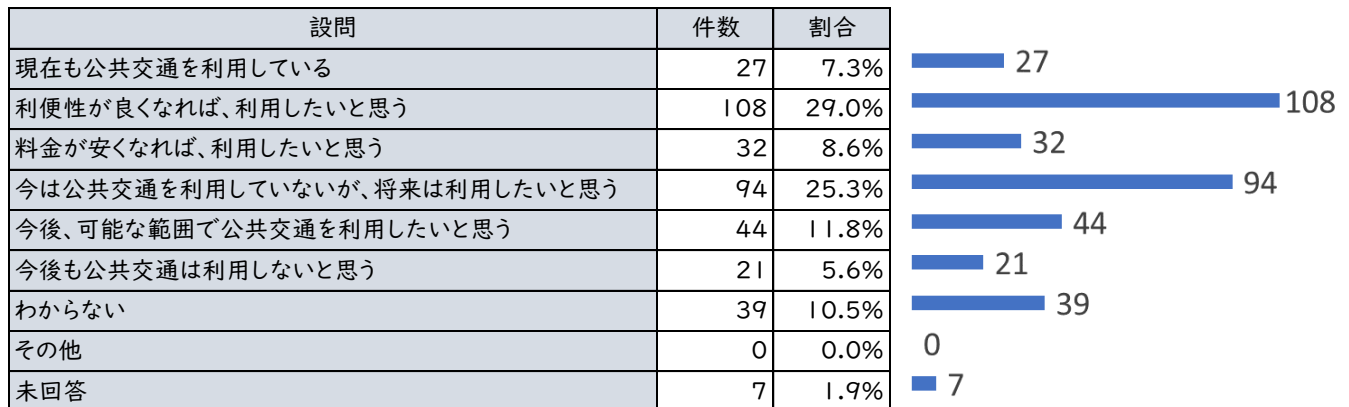 設問 件数 割合
現在も公共交通を利用している 27 7.3% 27
利便性が良くなれば、利用したいと思う 108 29.0% 108
料金が安くなれば、利用したいと思う 32 8.6% 32
今は公共交通を利用していないが、将来は利用したいと思う 94 25.3% 94
今後、可能な範囲で公共交通を利用したいと思う 44 11.8% 44
今後も公共交通は利用しないと思う 21 5.6% 21
わからない 39 10.5% 39
その他 0 0.0% 0
未回答 7 1.9% 7